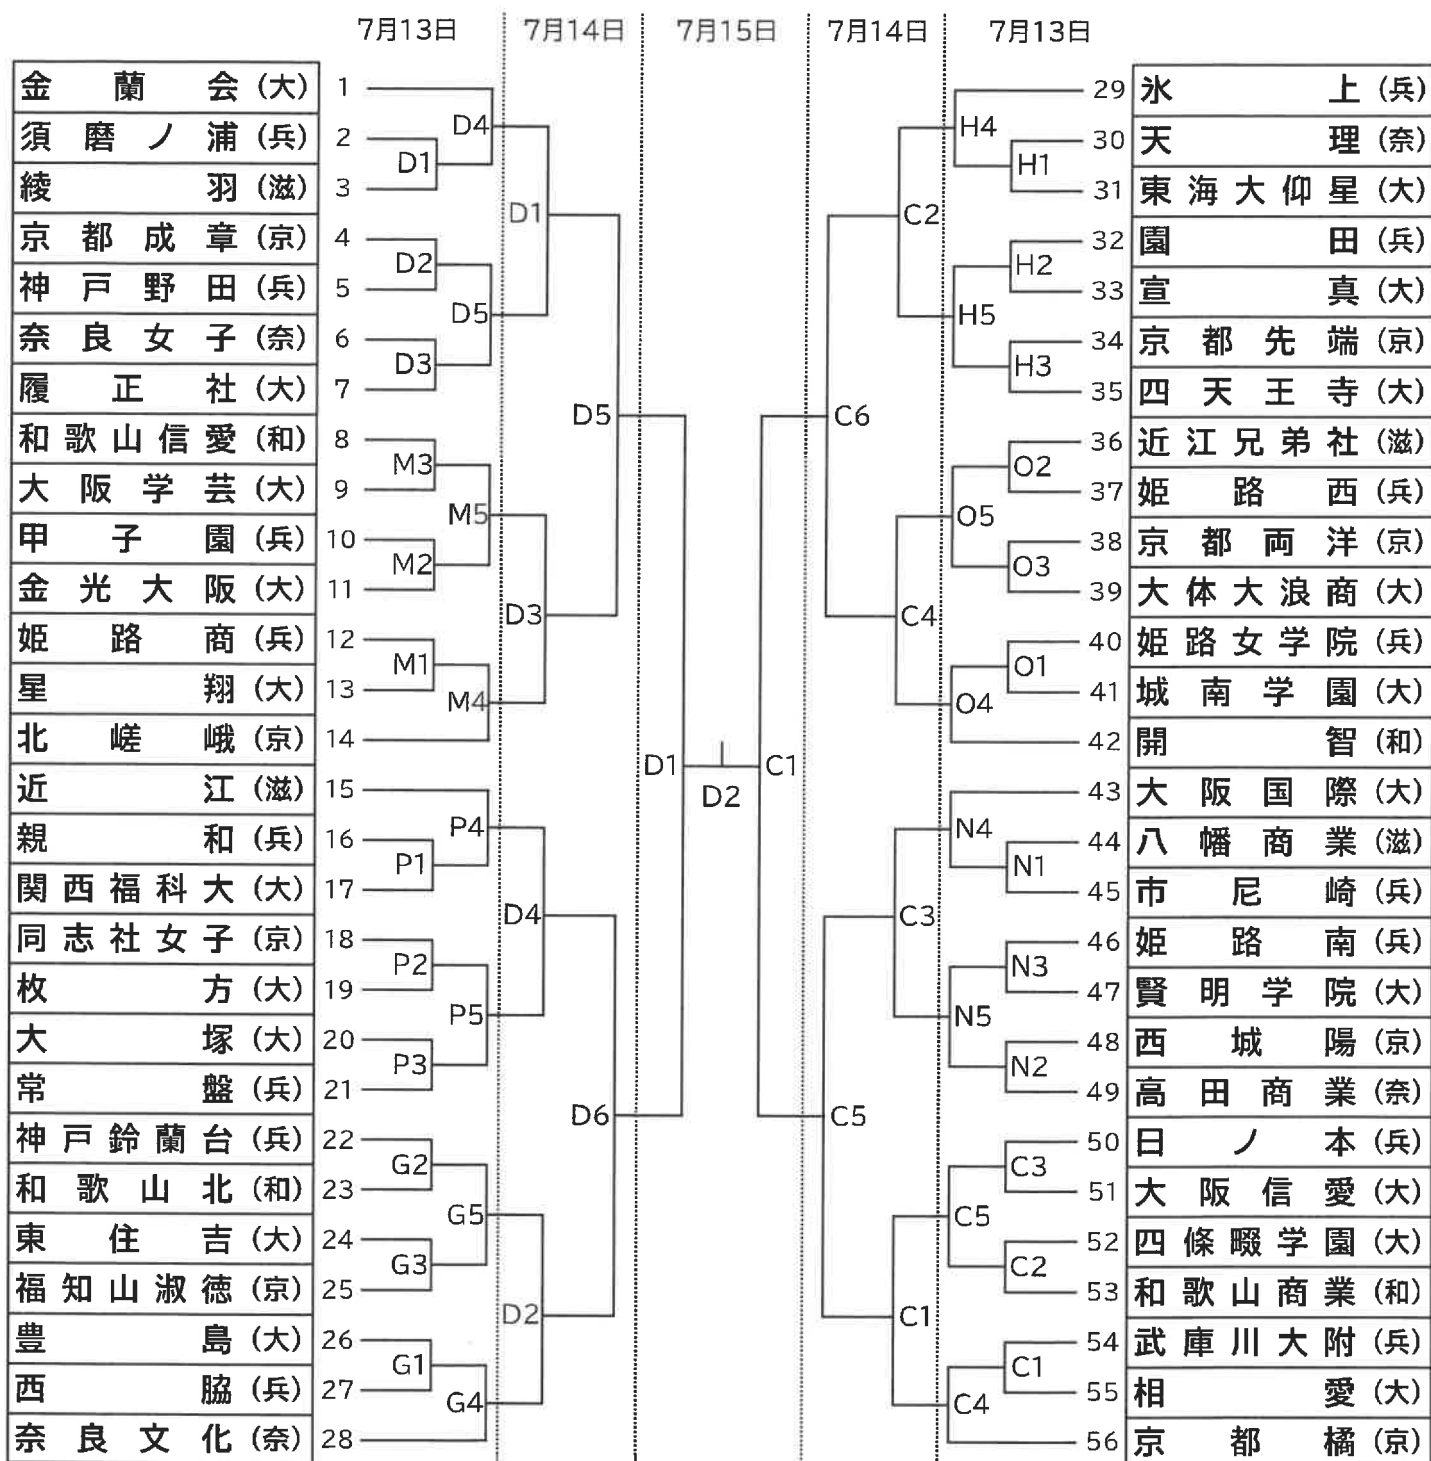 7月13日 7月14日 7月15日 7月14日 7月13日
金蘭会(大) 1
須磨ノ浦(兵) 2
綾羽(滋) 3
京都成章(京) 4
神戸野田(兵) 5
奈良女子(奈) 6
履正社(大) 7
和歌山信愛(和) 8
大阪学芸(大) 9
甲子園(兵) 10
金光大阪(大) 11
姫路商(兵) 12
星翔(大) 13
北嵯峨(京) 14
近江(滋) 15
親和(兵) 16
関西福科大(大) 17
同志社女子(京) 18
枚方(大) 19
大塚(大) 20
常盤(兵) 21
神戸鈴蘭台(兵) 22
和歌山北(和) 23
東住吉(大) 24
福知山淑徳(京) 25
豊島(大) 26
西脇(兵) 27
奈良文化(奈) 28
D4
D1
D2
D5
D3
M3
M5
M2
M1
M4
P4
P1
P2
P5
P3
G2
G5
G3
G1
G4
D1
D3
D4
D2
D5
D6
D1
D2
C1
C6
C5
C2
C4
C3
C1
H4
H1
H2
H5
H3
O2
O5
O3
O1
O4
N4
N1
N3
N5
N2
C3
C5
C2
C1
C4
29 氷上(兵)
30 天理(奈)
31 東海大仰星(大)
32 園田(兵)
33 宣真(大)
34 京都先端(京)
35 四天王寺(大)
36 近江兄弟社(滋)
37 姫路西(兵)
38 京都両洋(京)
39 大体大浪商(大)
40 姫路女学院(兵)
41 城南学園(大)
42 開智(和)
43 大阪国際(大)
44 八幡商業(滋)
45 市尼崎(兵)
46 姫路南(兵)
47 賢明学院(大)
48 西城陽(京)
49 高田商業(奈)
50 日ノ本(兵)
51 大阪信愛(大)
52 四條畷学園(大)
53 和歌山商業(和)
54 武庫川大附(兵)
55 相愛(大)
56 京都橘(京)